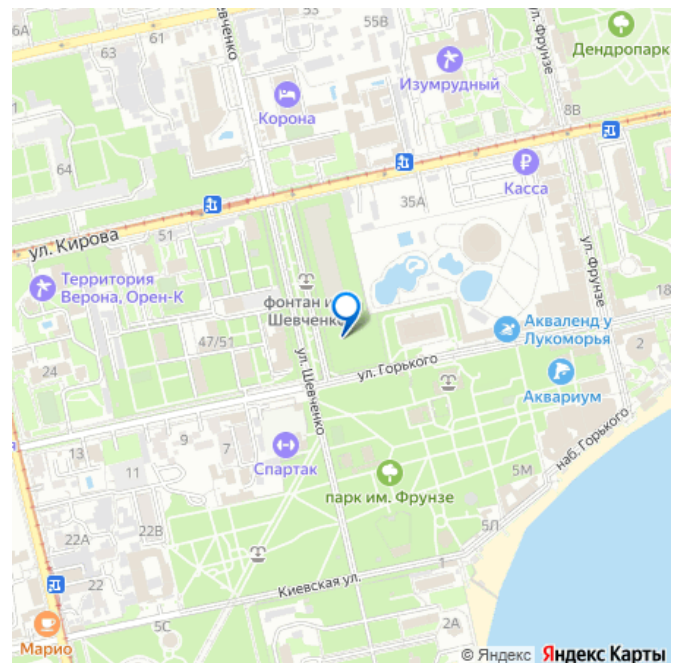 6А
63
61
вченко
53
55В
ул. Фрунзе
Дендропарк
Изумрудный
Корона
1
64
8В
Касса
35А
ул. Кирова
51
ул. Фрунзе
Территория
Верона, Орен-К
фонтан и
Шевченко
18
Акваленд у
Лукоморья
2
47/51
24
ул. Шевченко
ул. Горького
Аквариум
я
13
9
7
11
Спартак
5М
наб. Горького
парк им. Фрунзе
22А
22В
5Л
22
Киевская ул.
1
5С
2А
Марио
© Яндекс Яндекс Карты